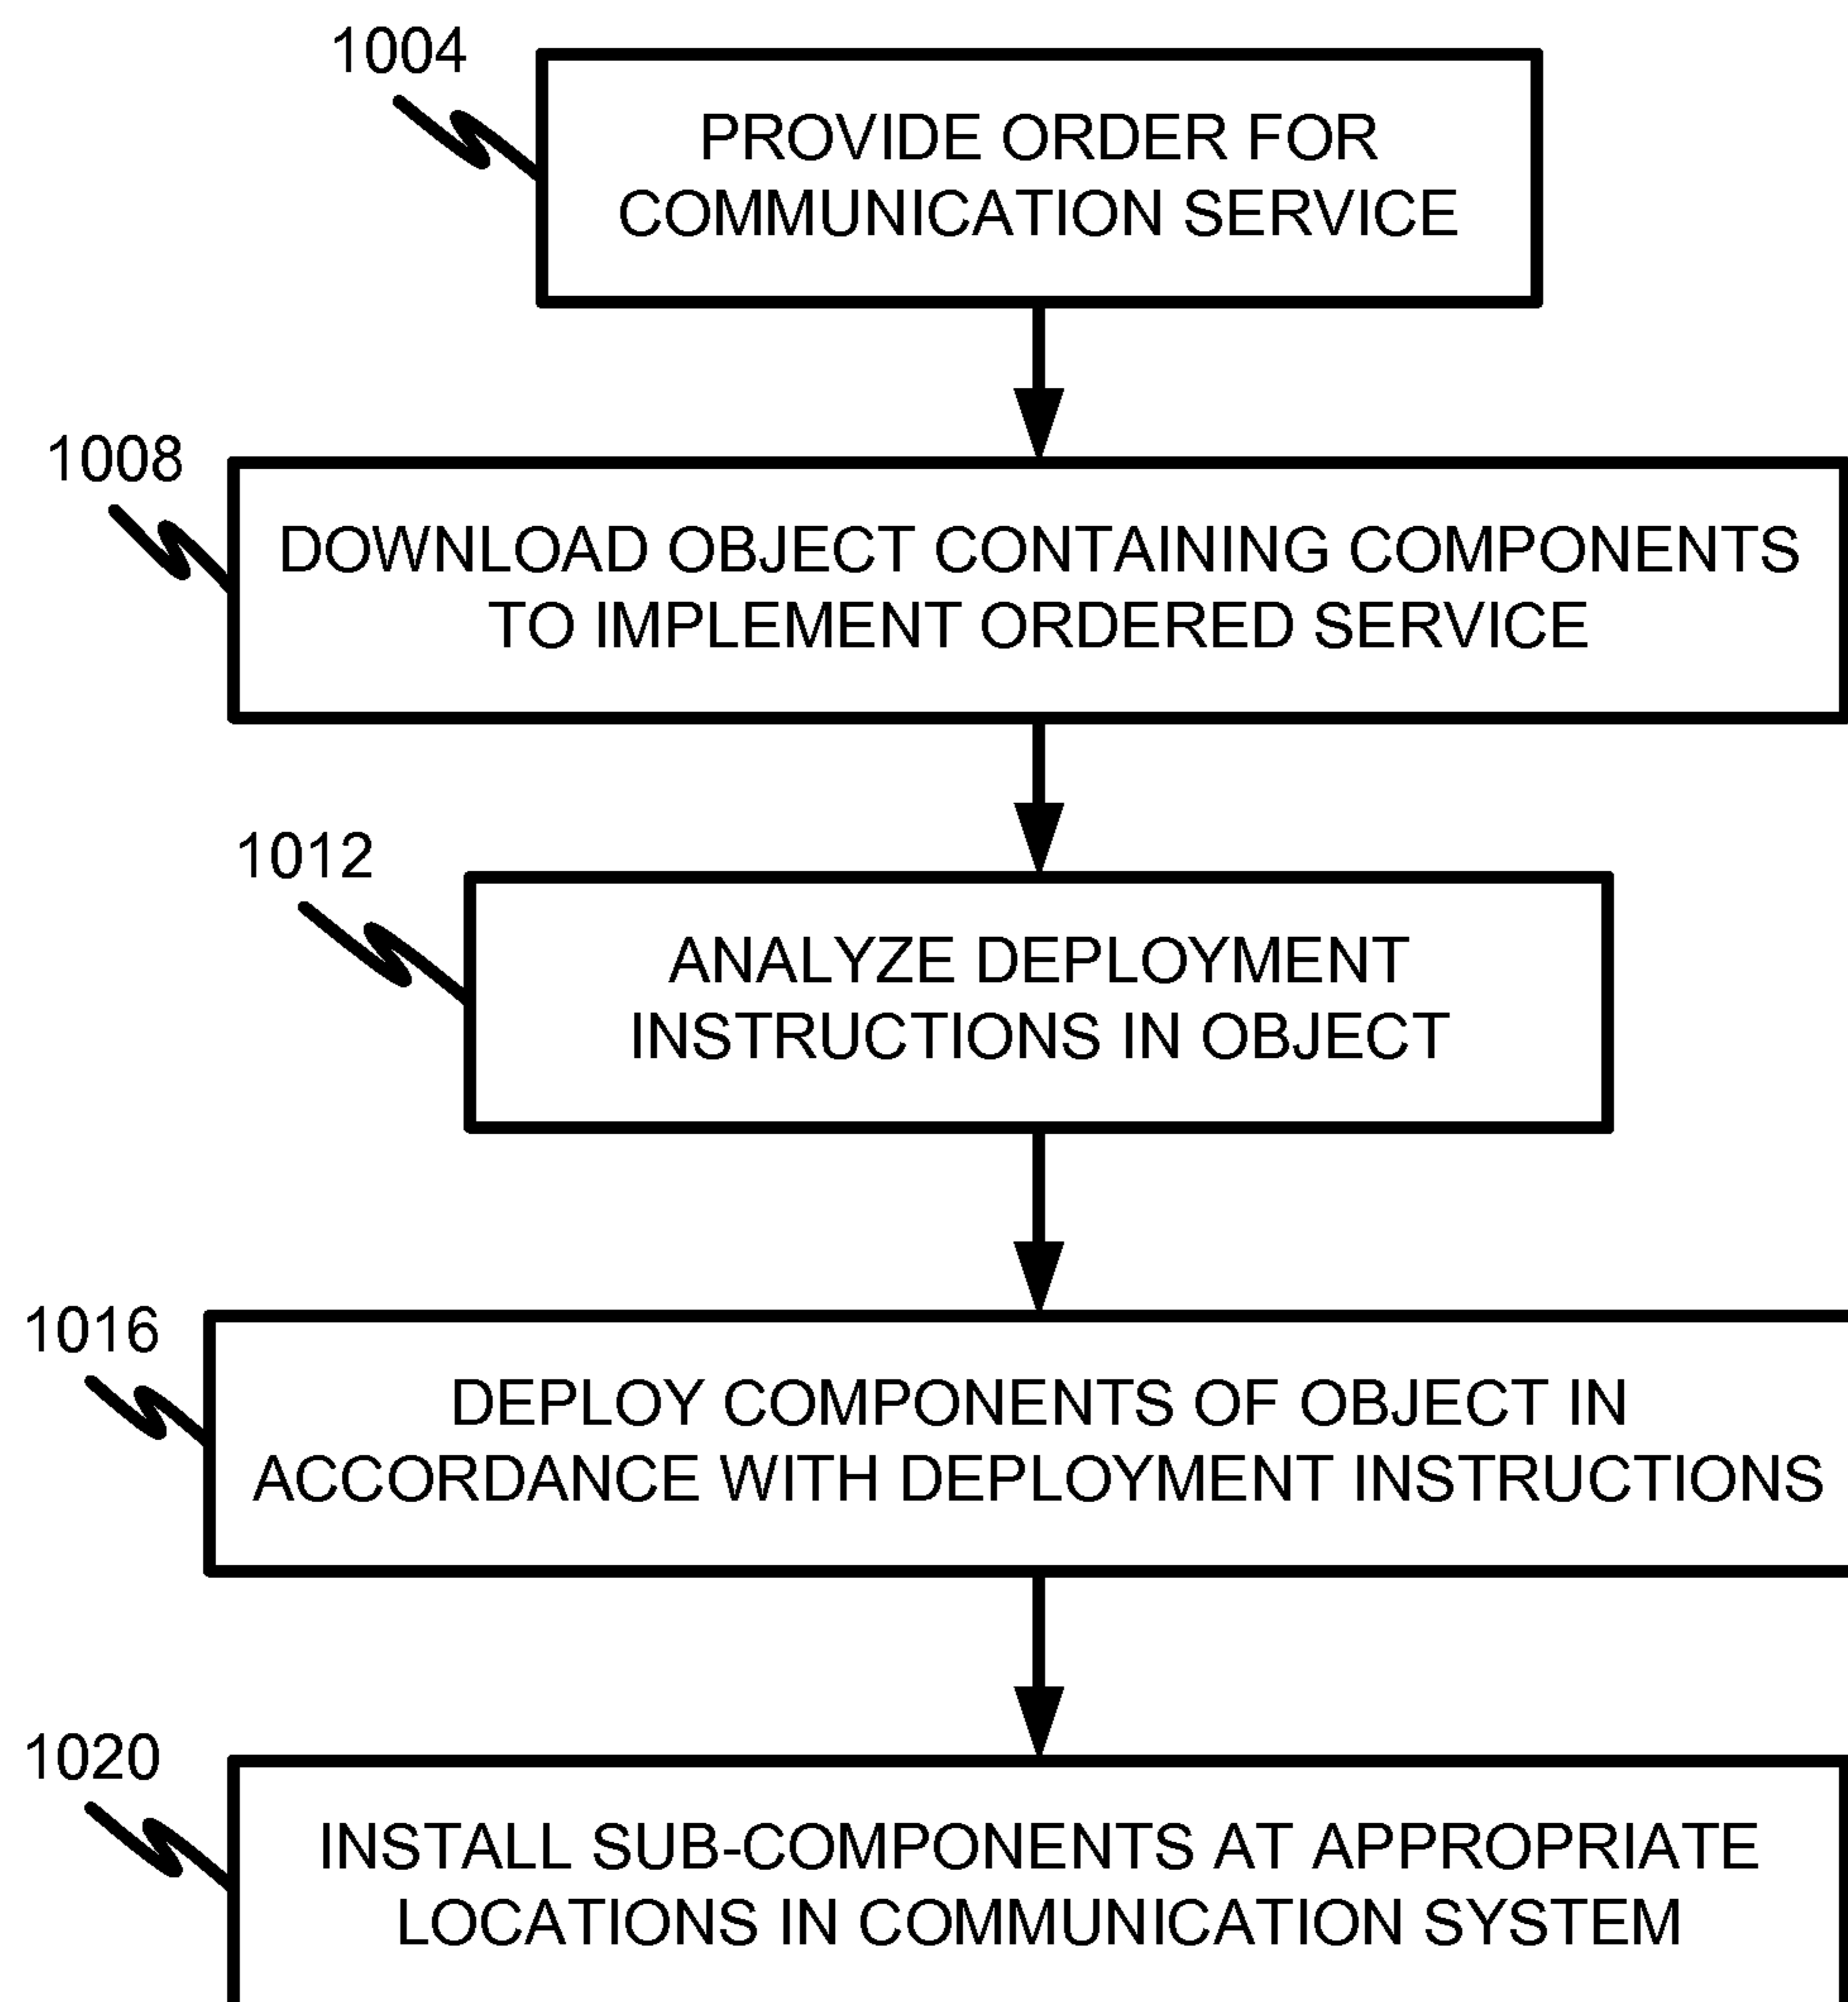 1004
PROVIDE ORDER FOR
COMMUNICATION SERVICE
1008
DOWNLOAD OBJECT CONTAINING COMPONENTS
TO IMPLEMENT ORDERED SERVICE
1012
ANALYZE DEPLOYMENT
INSTRUCTIONS IN OBJECT
1016
DEPLOY COMPONENTS OF OBJECT IN
ACCORDANCE WITH DEPLOYMENT INSTRUCTIONS
1020
INSTALL SUB-COMPONENTS AT APPROPRIATE
LOCATIONS IN COMMUNICATION SYSTEM